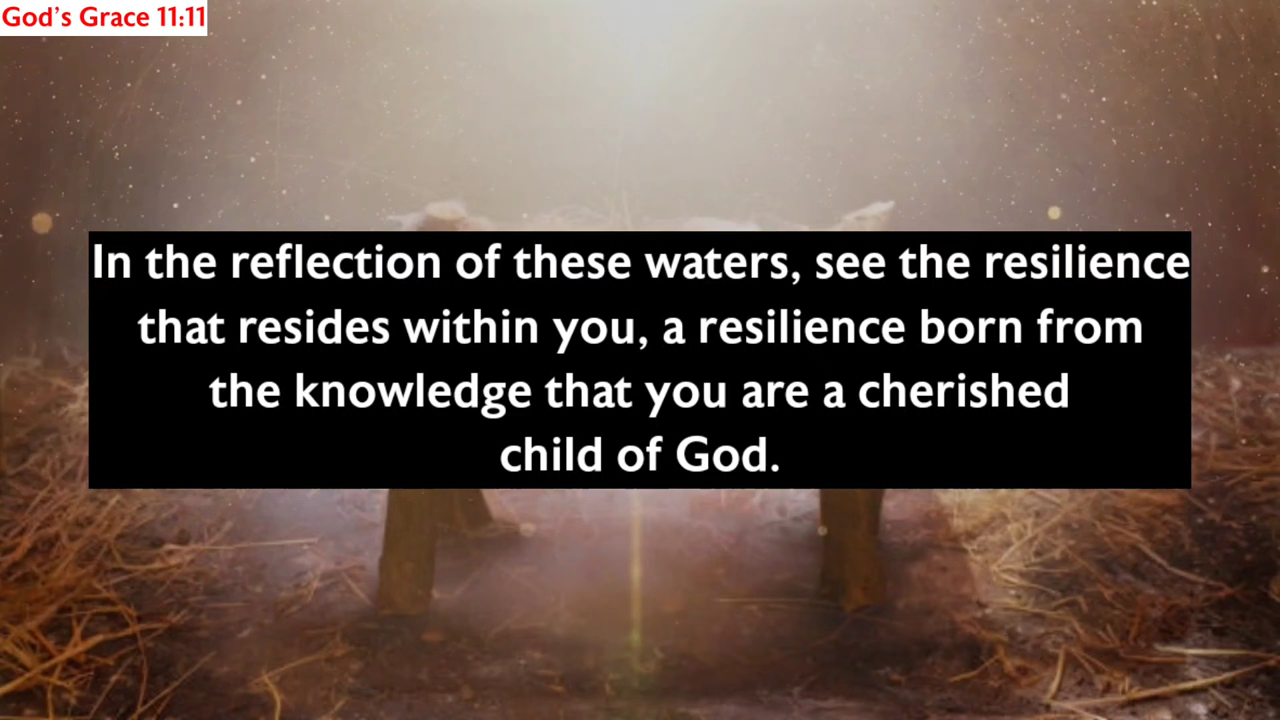 God's Grace 11:11
In the reflection of these waters, see the resilience
that resides within you, a resilience born from
the knowledge that you are a cherished
child of God.